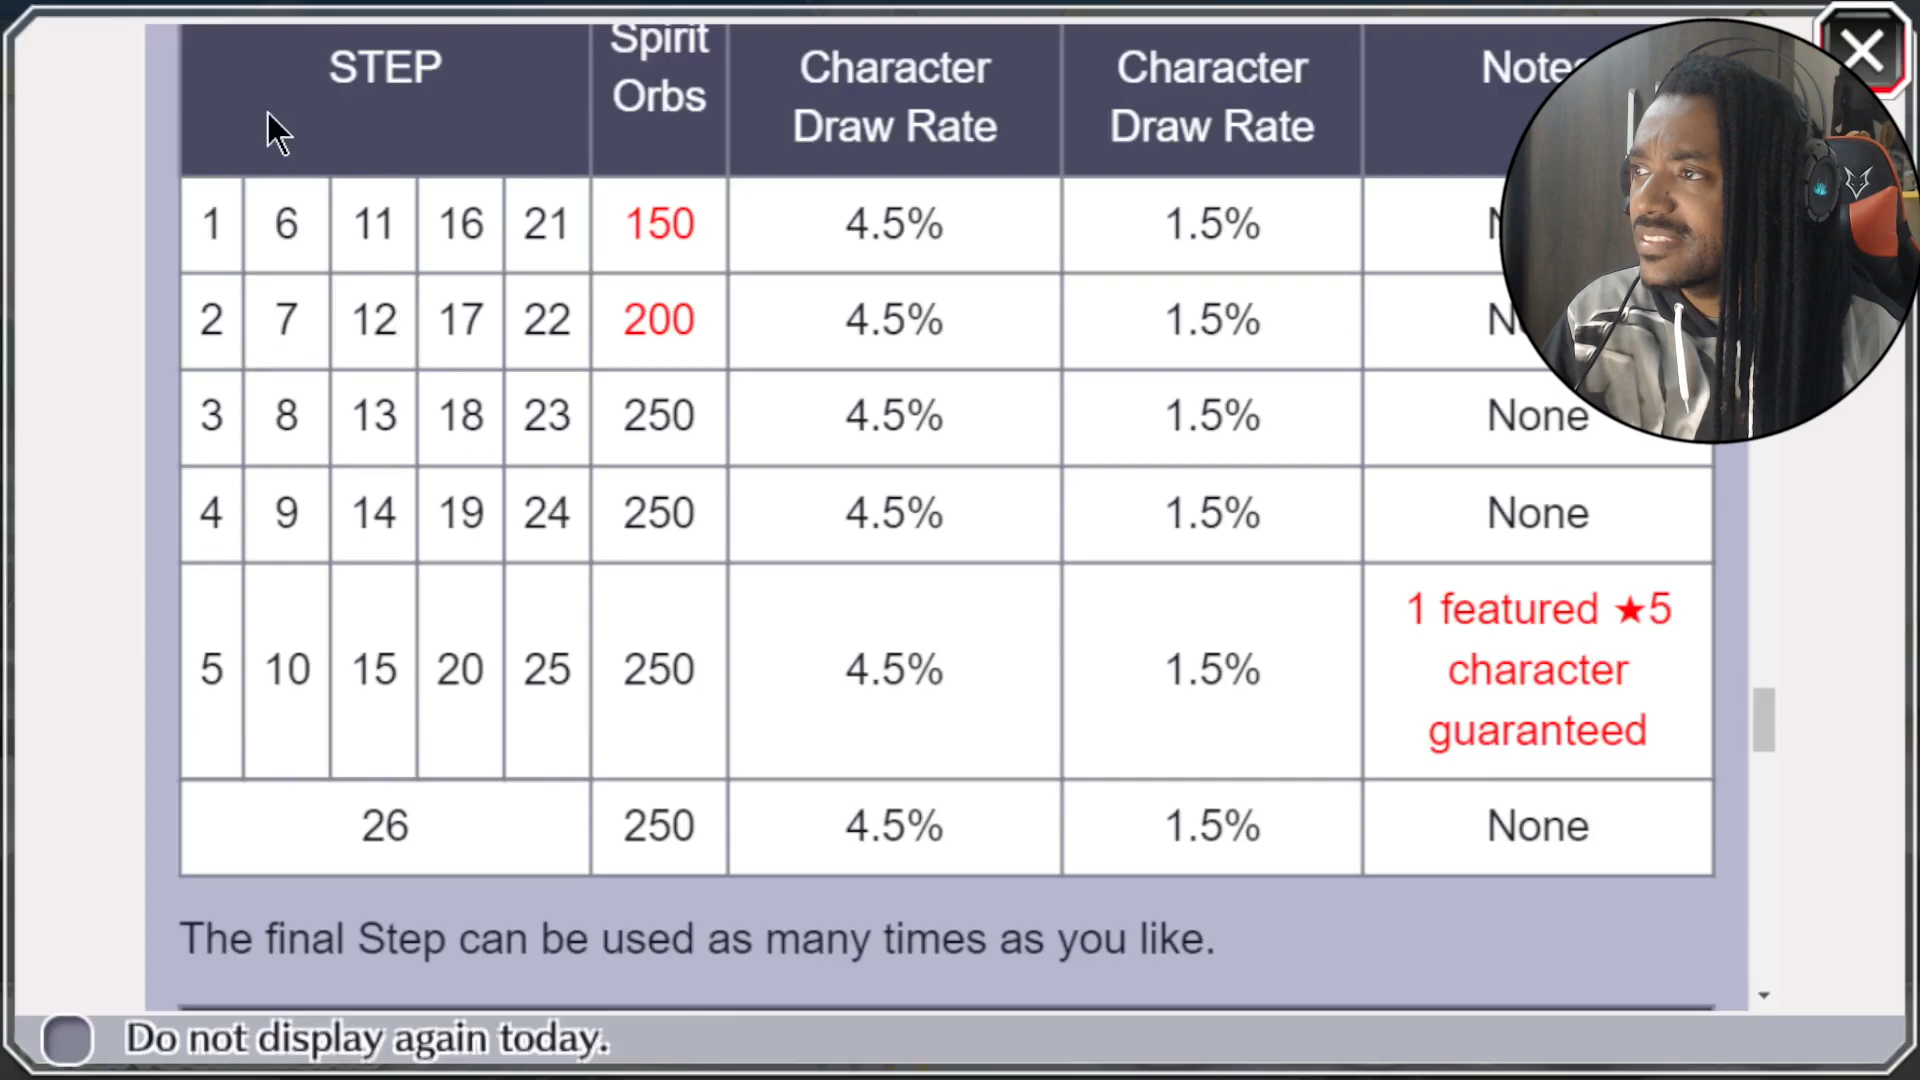 STEP Spirit Orbs Character Draw Rate Character Draw Rate
1 6 11 16 21 150 4.5% 1.5%
2 7 12 17 22 200 4.5% 1.5%
3 8 13 18 23 250 4.5% 1.5% None
4 9 14 19 24 250 4.5% 1.5% None
5 10 15 20 25 250 4.5% 1.5% 1 featured ★5 character guaranteed
26 250 4.5% 1.5% None
The final Step can be used as many times as you like.
Do not display again today.